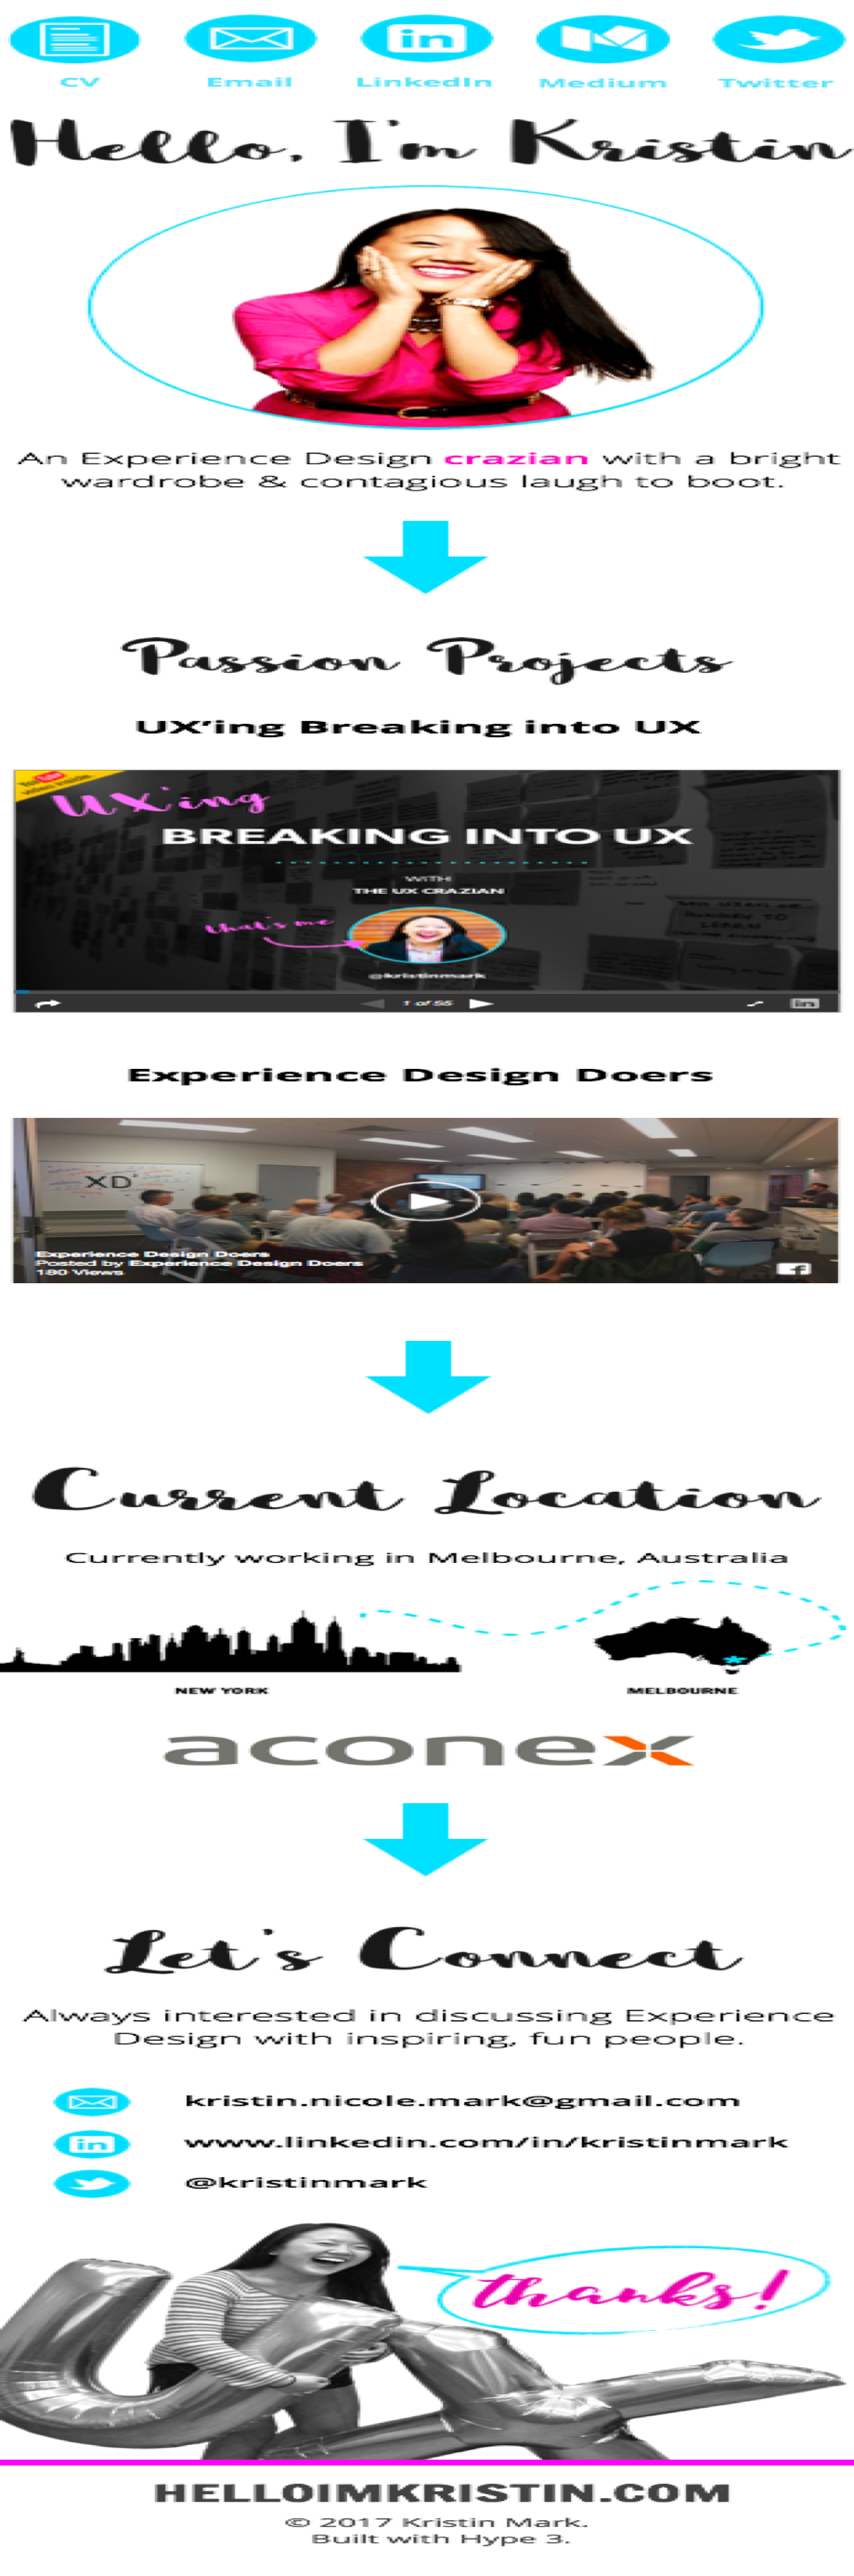 CV
Email
LinkedIn
Medium
Twitter
Hello, I'm Kristin
An Experience Design crazian with a bright
wardrobe & contagious laugh to boot.
Passion Projects
UX'ing Breaking into UX
UX'ing
BREAKING INTO UX
WITH
THE UX CRAZIAN
that's me
@kristinmark
1 of 55
in
Experience Design Doers
XD
Experience Design Doers
Posted by Experience Design Doers
180 Views
Current Location
Currently working in Melbourne, Australia
NEW YORK
MELBOURNE
aconex
Let's Connect
Always interested in discussing Experience
Design with inspiring, fun people.
kristin.nicole.mark@gmail.com
in
www.linkedin.com/in/kristinmark
@kristinmark
thanks!
HELLOIMKRISTIN.COM
© 2017 Kristin Mark.
Built with Hype 3.